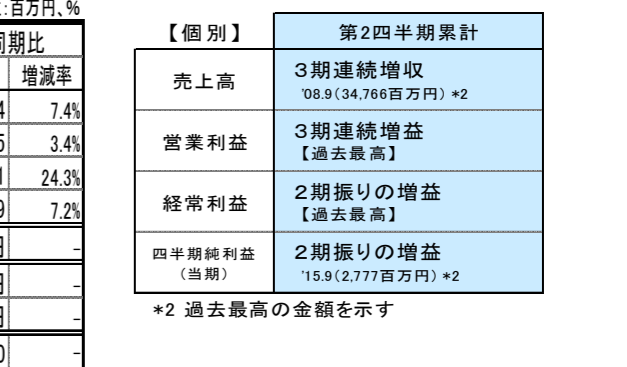 :百万円、%
期比
増減率
7.4%
3.4%
24.3%
7.2%
-
-
-
-
【個別】 第2四半期累計
売上高 3期連続増収
'08.9(34,766百万円) *2
営業利益 3期連続増益
【過去最高】
経常利益 2期振りの増益
【過去最高】
四半期純利益 2期振りの増益
(当期) '15.9(2,777百万円) *2
*2 過去最高の金額を示す